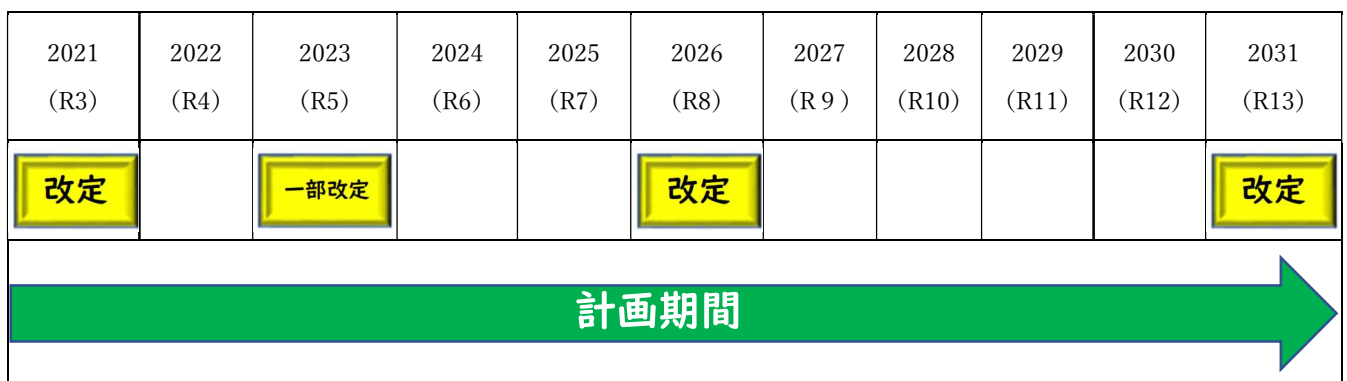 2021 2022 2023 2024 2025 2026 2027 2028 2029 2030 2031
（R3） （R4） （R5） （R6） （R7） （R8） （R９） （R10） （R11） （R12） （R13）
改定 一部改定 改定 改定
計画期間